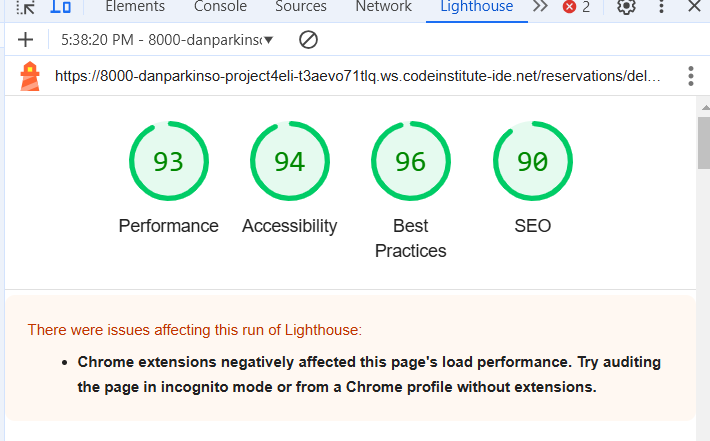 Elements Console Sources Network Lighthouse 2
5:38:20 PM - 8000-danparkinso
https://8000-danparkinso-project4eli-t3aevo71tlq.ws.codeinstitute-ide.net/reservations/del…
93 94 96 90
Performance Accessibility Best Practices SEO
There were issues affecting this run of Lighthouse:
• Chrome extensions negatively affected this page's load performance. Try auditing
the page in incognito mode or from a Chrome profile without extensions.